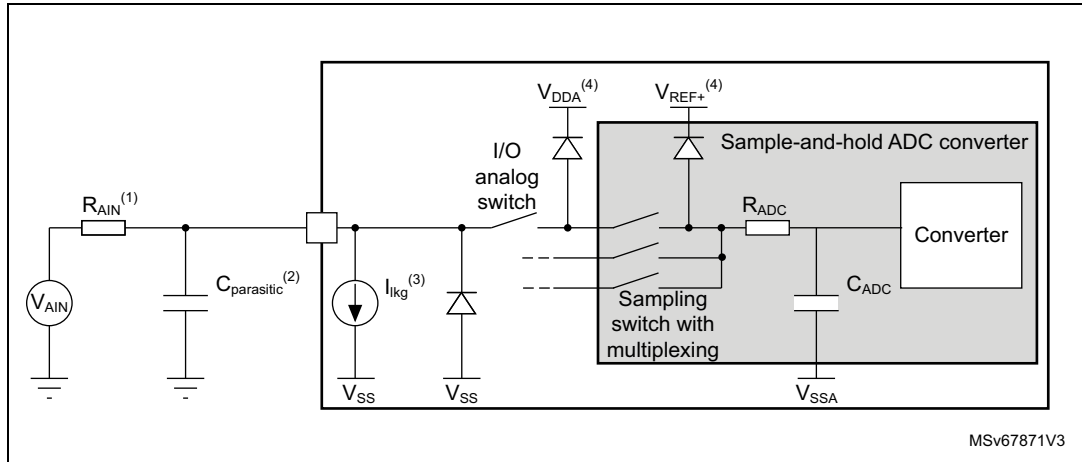 V_DDA^(4)
V_REF+^(4)
Sample-and-hold ADC converter
I/O
analog
switch
R_AIN^(1)
R_ADC
Converter
V_AIN
C_parasitic^(2)
I_lkg^(3)
C_ADC
Sampling
switch with
multiplexing
V_SS
V_SS
V_SSA
MSv67871V3